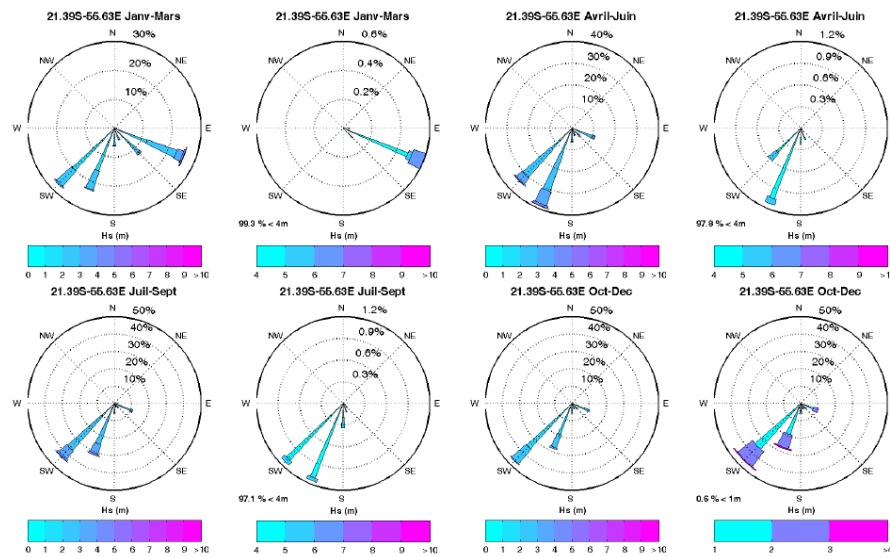 21.39S-55.63E Janv-Mars
N
30%
NW
NE
20%
10%
W
E
SW
SE
S
Hs (m)
0 1 2 3 4 5 6 7 8 9 >10
21.39S-55.63E Janv-Mars
N
0.6%
NW
NE
0.4%
0.2%
W
E
SW
SE
S
99.3 % < 4m
Hs (m)
4 5 6 7 8 9 >10
21.39S-55.63E Avril-Juin
N
40%
NW
NE
30%
20%
10%
W
E
SW
SE
S
Hs (m)
0 1 2 3 4 5 6 7 8 9 >10
21.39S-55.63E Avril-Juin
N
1.2%
NW
NE
0.9%
0.6%
0.3%
W
E
SW
SE
S
Hs (m)
4 5 6 7 8 9
21.39S-55.63E Juil-Sept
N
50%
NW
NE
40%
30%
20%
10%
W
E
SW
SE
S
Hs (m)
0 1 2 3 4 5 6 7 8 9 >10
21.39S-55.63E Juil-Sept
N
1.2%
NW
NE
0.9%
0.6%
0.3%
W
E
SW
SE
S
97.1 % < 4m
Hs (m)
4 5 6 7 8 9 >10
21.39S-55.63E Oct-Dec
N
50%
NW
NE
40%
30%
20%
10%
W
E
SW
SE
S
Hs (m)
0 1 2 3 4 5 6 7 8 9 >10
21.39S-55.63E Oct-Dec
N
50%
NW
NE
40%
30%
20%
10%
W
E
SW
SE
S
0.6 % < 1m
Hs (m)
1 2 3